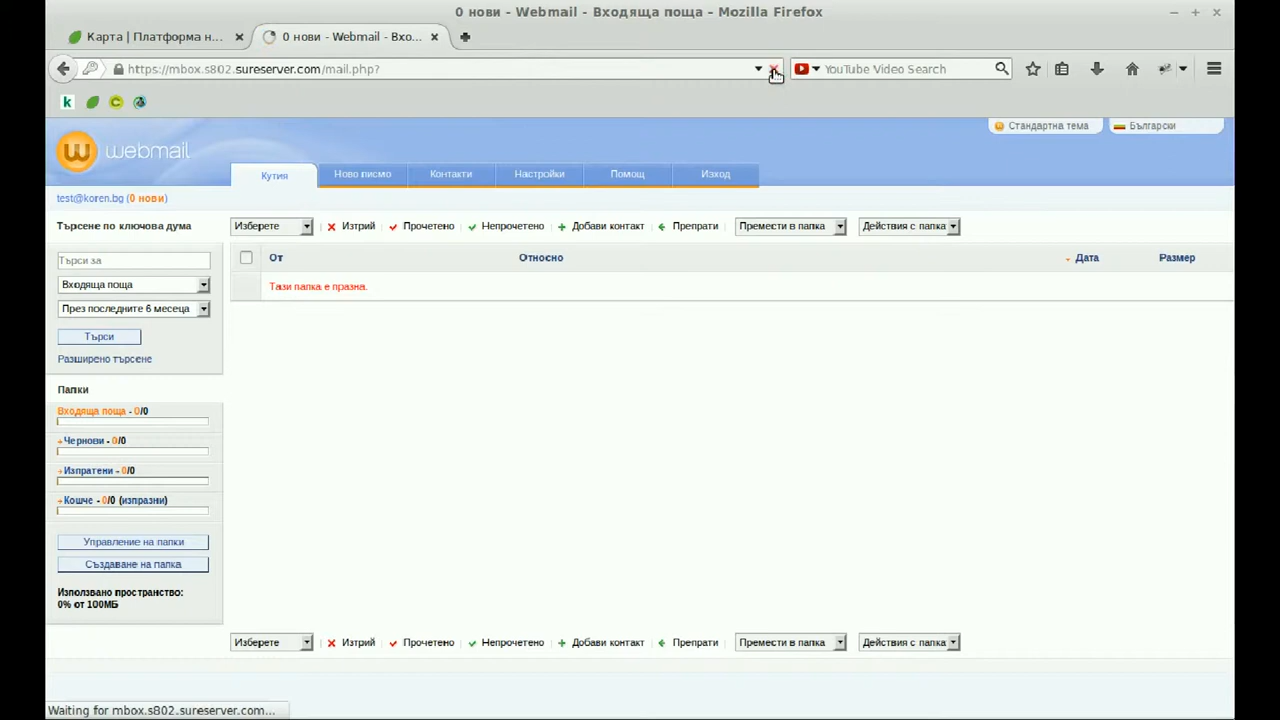 0 нови - Webmail - Входяща поща - Mozilla Firefox
Карта | Платформа н...
0 нови - Webmail - Вхо...
https://mbox.s802.sureserver.com/mail.php?
YouTube Video Search
k
C
Стандартна тема
Български
w webmail
Кутия
Ново писмо
Контакти
Настройки
Помощ
Изход
test@koren.bg (0 нови)
Търсене по ключова дума
Изберете
Изтрий
Прочетено
Непрочетено
Добави контакт
Препрати
Премести в папка
Действия с папка
Търси за
От
Относно
Дата
Размер
Входяща поща
Тази папка е празна.
През последните 6 месеца
Търси
Разширено търсене
Папки
Входяща поща - 0/0
Чернови - 0/0
Изпратени - 0/0
Кошче - 0/0 (изпразни)
Управление на папки
Създаване на папка
Използвано пространство:
0% от 100МБ
Изберете
Изтрий
Прочетено
Непрочетено
Добави контакт
Препрати
Премести в папка
Действия с папка
Waiting for mbox.s802.sureserver.com...